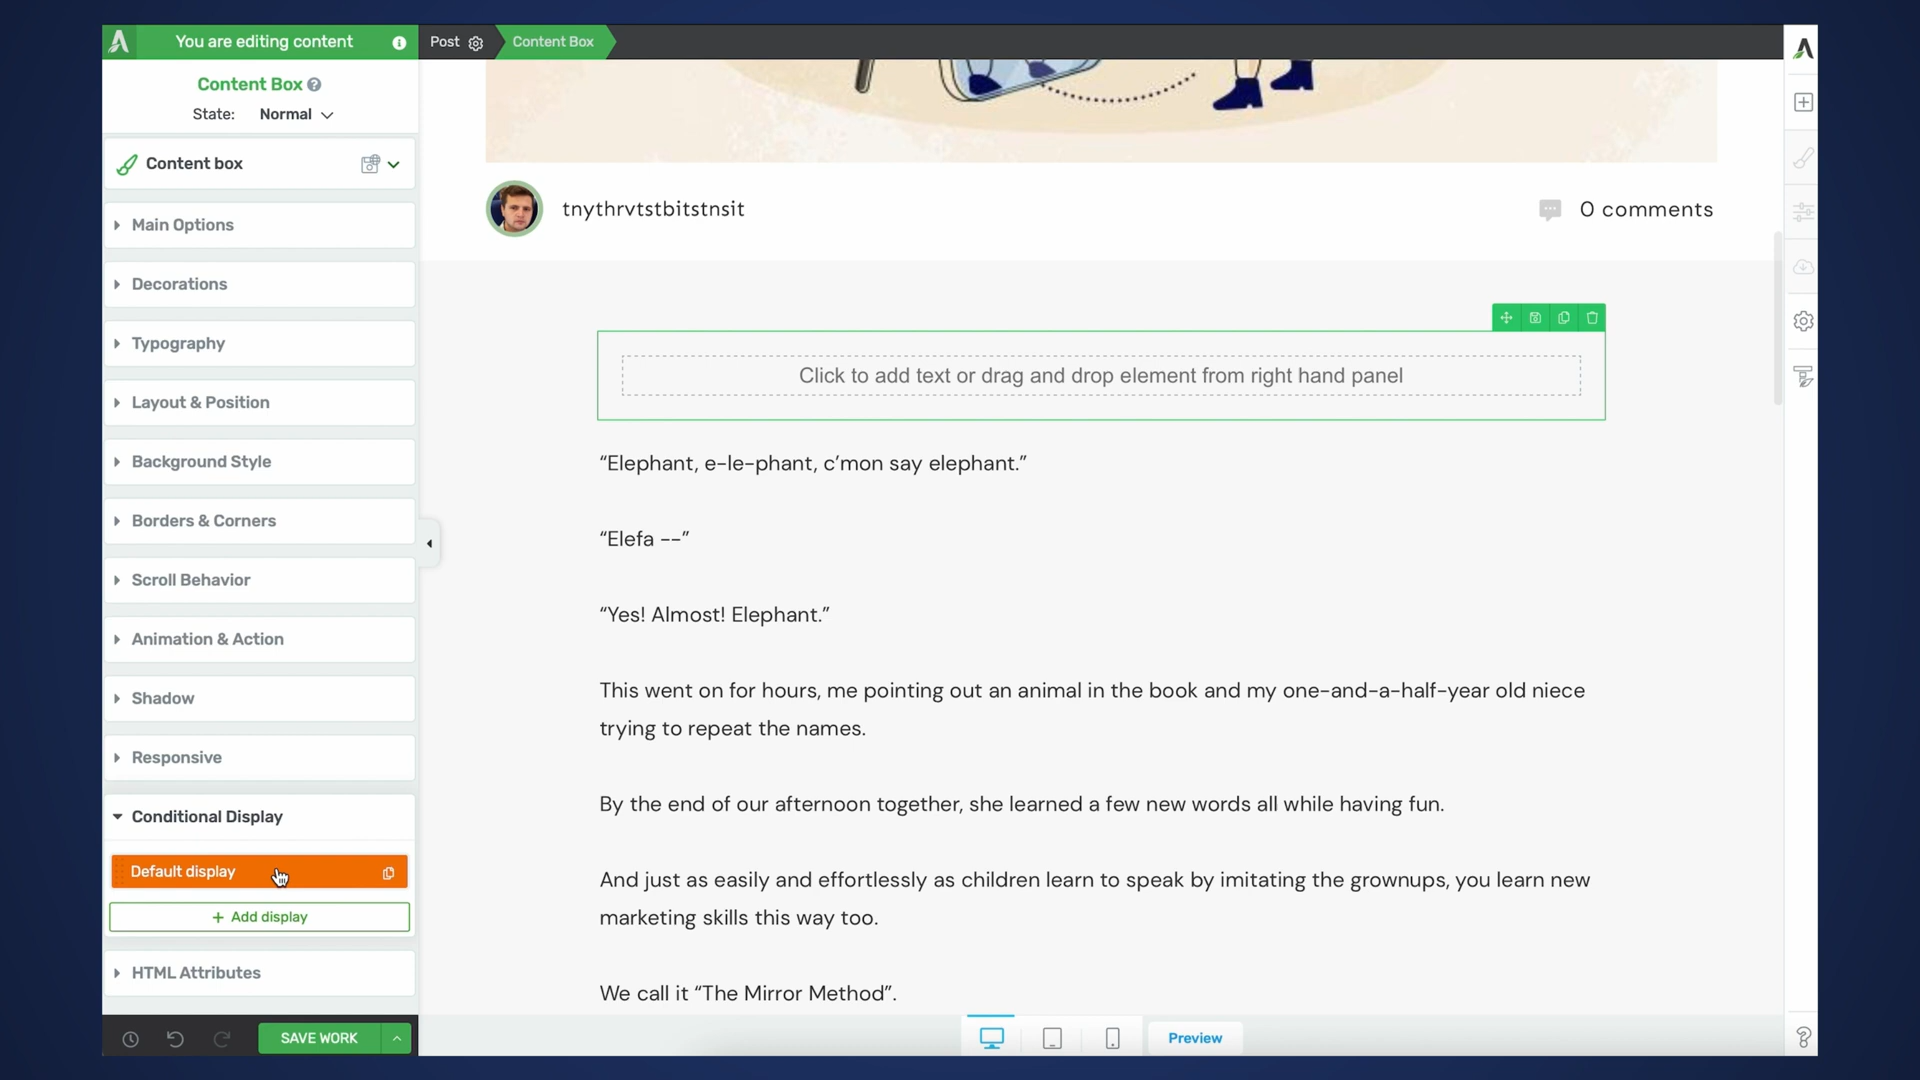 You are editing content
Post
Content Box
Content Box
State: Normal
Content box
Main Options
Decorations
Typography
Layout & Position
Background Style
Borders & Corners
Scroll Behavior
Animation & Action
Shadow
Responsive
Conditional Display
Default display
+ Add display
HTML Attributes
SAVE WORK
tnythrvtstbitstnsit
0 comments
Click to add text or drag and drop element from right hand panel
“Elephant, e-le-phant, c’mon say elephant.”
“Elefa --”
“Yes! Almost! Elephant.”
This went on for hours, me pointing out an animal in the book and my one-and-a-half-year old niece
trying to repeat the names.
By the end of our afternoon together, she learned a few new words all while having fun.
And just as easily and effortlessly as children learn to speak by imitating the grownups, you learn new
marketing skills this way too.
We call it “The Mirror Method”.
Preview